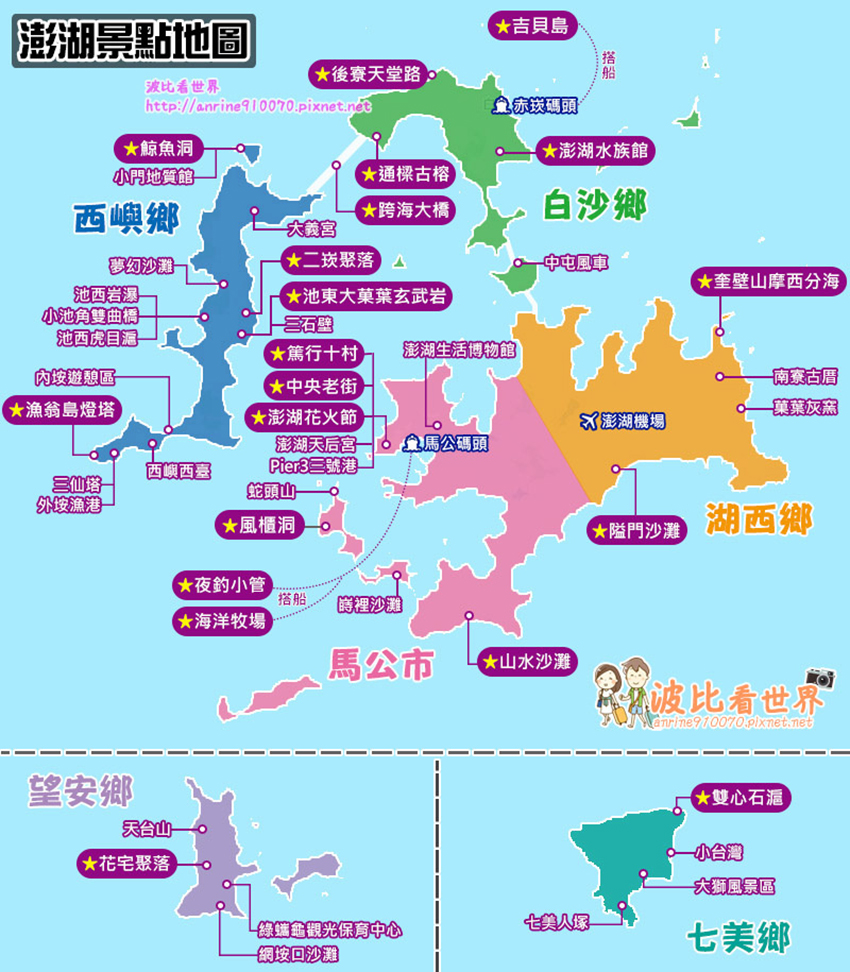 澎湖景點地圖
波比看世界
http://anrine910070.pixnet.net
★吉貝島
搭船
★後寮天堂路
赤崁碼頭
★鯨魚洞
小門地質館
★通樑古榕
★澎湖水族館
★跨海大橋
西嶼鄉
白沙鄉
大義宮
★二崁聚落
中屯風車
夢幻沙灘
★奎壁山摩西分海
池西岩瀑
★池東大菓葉玄武岩
小池角雙曲橋
三石壁
池西虎目滬
★篤行十村
澎湖生活博物館
內垵遊憩區
★中央老街
南寮古厝
★漁翁島燈塔
★澎湖花火節
菓葉灰窯
澎湖機場
澎湖天后宮
馬公碼頭
Pier3三號港
西嶼西臺
三仙塔
外垵漁港
蛇頭山
★風櫃洞
★隘門沙灘
湖西鄉
★夜釣小管
搭船
★海洋牧場
嵵裡沙灘
馬公市
★山水沙灘
波比看世界
anrine910070.pixnet.net
望安鄉
天台山
★花宅聚落
綠蠵龜觀光保育中心
網垵口沙灘
★雙心石滬
小台灣
大獅風景區
七美人塚
七美鄉